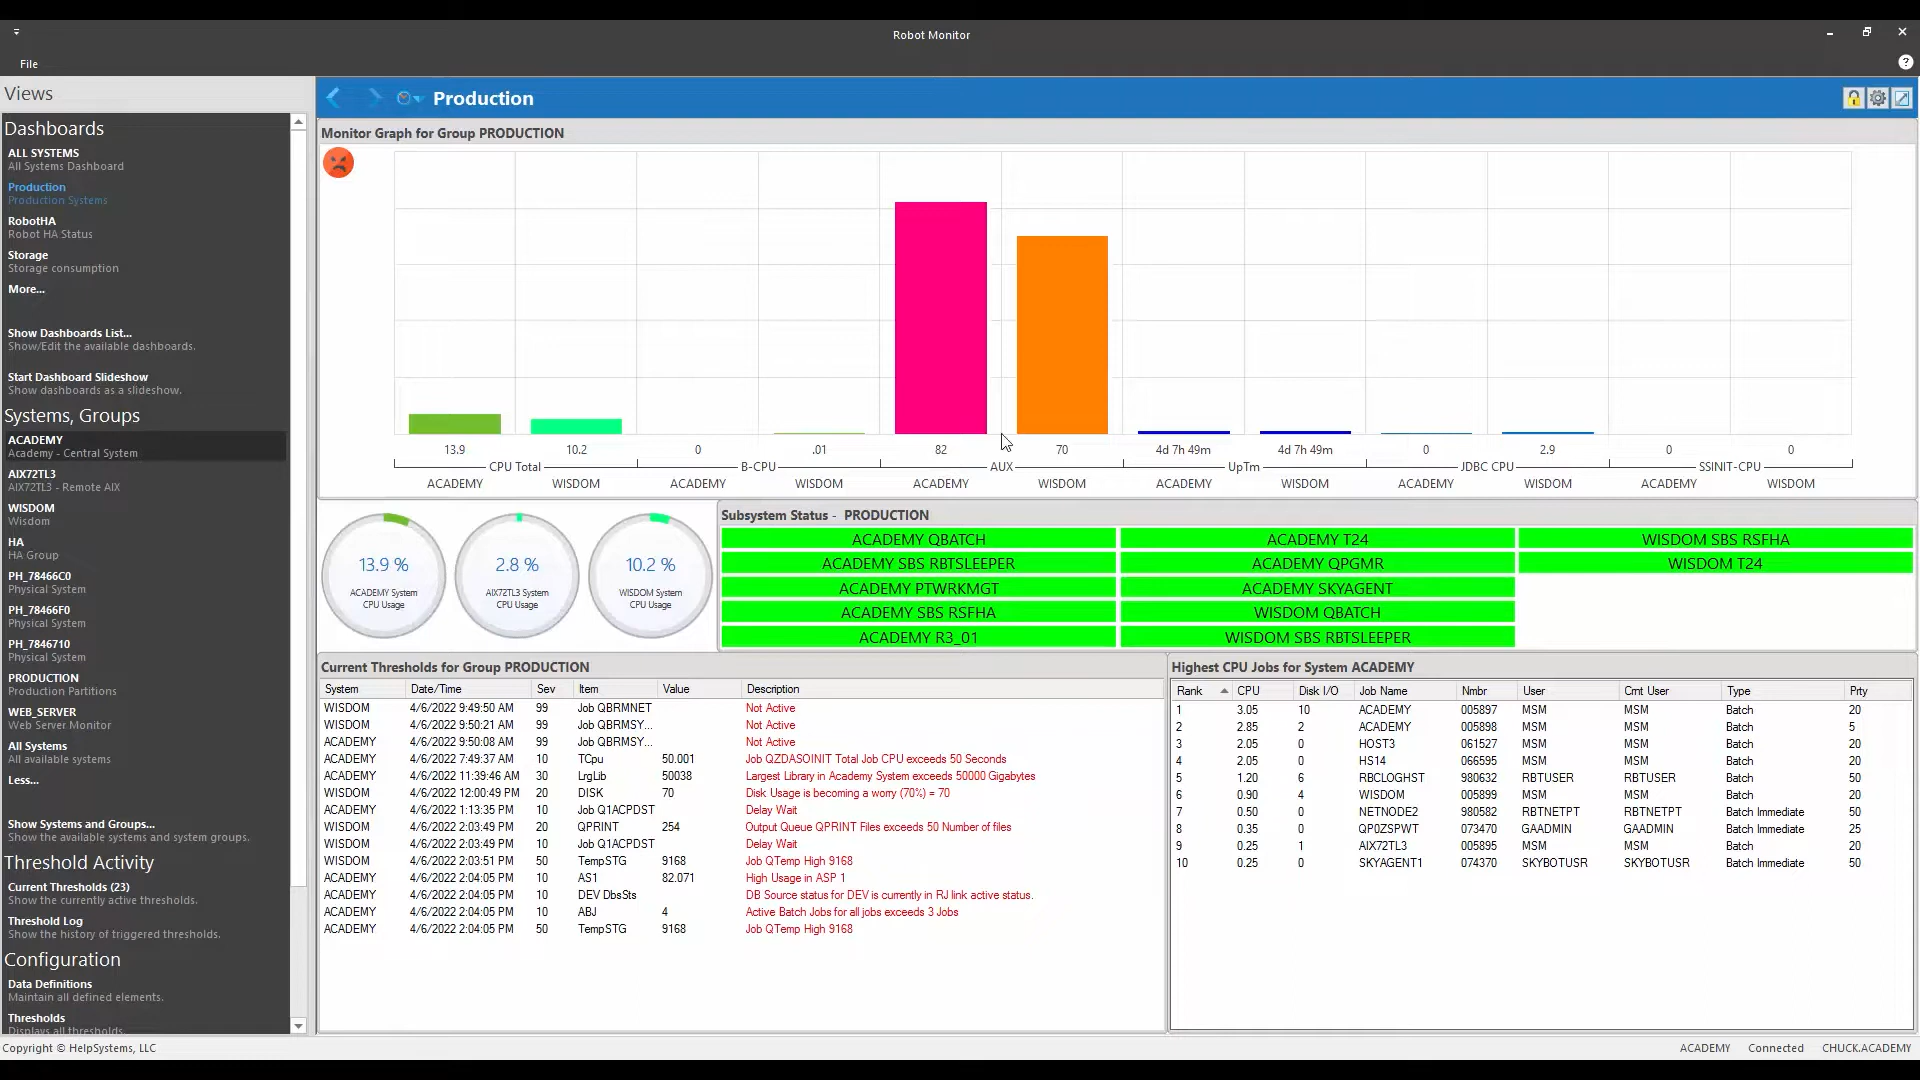 Robot Monitor
File
Views
Dashboards
ALL SYSTEMS
All Systems Dashboard
Production
Production Systems
RobotHA
Robot HA Status
Storage
Storage consumption
More...
Show Dashboards List...
Show/Edit the available dashboards.
Start Dashboard Slideshow
Show dashboards as a slideshow.
Systems, Groups
ACADEMY
Academy - Central System
AIX72TL3
AIX72TL3 - Remote AIX
WISDOM
Wisdom
HA
HA Group
PH_78466C0
Physical System
PH_78466F0
Physical System
PH_7846710
Physical System
PRODUCTION
Production Partitions
WEB_SERVER
Web Server Monitor
All Systems
All available systems
Less...
Show Systems and Groups...
Show the available systems and system groups.
Threshold Activity
Current Thresholds (23)
Show the currently active thresholds.
Threshold Log
Show the history of triggered thresholds.
Configuration
Data Definitions
Maintain all defined elements.
Thresholds
Displays all thresholds.
Production
Monitor Graph for Group PRODUCTION
13.9 10.2 0 .01 82 70 4d 7h 49m 4d 7h 49m 0 2.9 0 0
CPU Total B-CPU AUX UpTm JDBC CPU SSINIT-CPU
ACADEMY WISDOM ACADEMY WISDOM ACADEMY WISDOM ACADEMY WISDOM ACADEMY WISDOM ACADEMY WISDOM
13.9 %
ACADEMY System
CPU Usage
2.8 %
AIX72TL3 System
CPU Usage
10.2 %
WISDOM System
CPU Usage
Subsystem Status - PRODUCTION
ACADEMY QBATCH ACADEMY T24 WISDOM SBS RSFHA
ACADEMY SBS RBTSLEEPER ACADEMY QPGMR WISDOM T24
ACADEMY PTWRKMGT ACADEMY SKYAGENT
ACADEMY SBS RSFHA WISDOM QBATCH
ACADEMY R3_01 WISDOM SBS RBTSLEEPER
Current Thresholds for Group PRODUCTION
System Date/Time Sev Item Value Description
WISDOM 4/6/2022 9:49:50 AM 99 Job QBRMNET Not Active
WISDOM 4/6/2022 9:50:21 AM 99 Job QBRMSY... Not Active
ACADEMY 4/6/2022 9:50:08 AM 99 Job QBRMSY... Not Active
ACADEMY 4/6/2022 7:49:37 AM 10 TCpu 50.001 Job QZDASOINIT Total Job CPU exceeds 50 Seconds
ACADEMY 4/6/2022 11:39:46 AM 30 LrgLib 50038 Largest Library in Academy System exceeds 50000 Gigabytes
WISDOM 4/6/2022 12:00:49 PM 20 DISK 70 Disk Usage is becoming a worry (70%) = 70
ACADEMY 4/6/2022 1:13:35 PM 10 Job Q1ACPDST Delay Wait
WISDOM 4/6/2022 2:03:49 PM 20 QPRINT 254 Output Queue QPRINT Files exceeds 50 Number of files
WISDOM 4/6/2022 2:03:49 PM 10 Job Q1ACPDST Delay Wait
WISDOM 4/6/2022 2:03:51 PM 50 TempSTG 9168 Job QTemp High 9168
ACADEMY 4/6/2022 2:04:05 PM 10 AS1 82.071 High Usage in ASP 1
ACADEMY 4/6/2022 2:04:05 PM 10 DEV DbsSts DB Source status for DEV is currently in RJ link active status.
ACADEMY 4/6/2022 2:04:05 PM 10 ABJ 4 Active Batch Jobs for all jobs exceeds 3 Jobs
ACADEMY 4/6/2022 2:04:05 PM 50 TempSTG 9168 Job QTemp High 9168
Highest CPU Jobs for System ACADEMY
Rank CPU Disk I/O Job Name Nmbr User Crnt User Type Prty
1 3.05 10 ACADEMY 005897 MSM MSM Batch 20
2 2.85 2 ACADEMY 005898 MSM MSM Batch 5
3 2.05 0 HOST3 061527 MSM MSM Batch 20
4 2.05 0 HS14 066595 MSM MSM Batch 20
5 1.20 6 RBCLOGHST 980632 RBTUSER RBTUSER Batch 50
6 0.90 4 WISDOM 005899 MSM MSM Batch 20
7 0.50 0 NETNODE2 980582 RBTNETPT RBTNETPT Batch Immediate 50
8 0.35 0 QP0ZSPWT 073470 GAADMIN GAADMIN Batch Immediate 25
9 0.25 1 AIX72TL3 005895 MSM MSM Batch 20
10 0.25 0 SKYAGENT1 074370 SKYBOTUSR SKYBOTUSR Batch Immediate 50
Copyright © HelpSystems, LLC
ACADEMY Connected CHUCK.ACADEMY